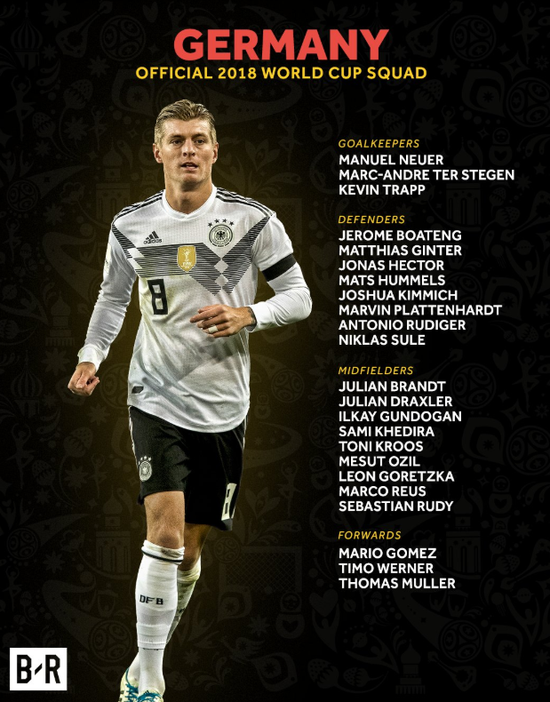 GERMANY
OFFICIAL 2018 WORLD CUP SQUAD
GOALKEEPERS
MANUEL NEUER
MARC-ANDRE TER STEGEN
KEVIN TRAPP
DEFENDERS
JEROME BOATENG
MATTHIAS GINTER
JONAS HECTOR
MATS HUMMELS
JOSHUA KIMMICH
MARVIN PLATTENHARDT
ANTONIO RUDIGER
NIKLAS SULE
MIDFIELDERS
JULIAN BRANDT
JULIAN DRAXLER
ILKAY GUNDOGAN
SAMI KHEDIRA
TONI KROOS
MESUT OZIL
LEON GORETZKA
MARCO REUS
SEBASTIAN RUDY
FORWARDS
MARIO GOMEZ
TIMO WERNER
THOMAS MULLER
adidas
8
8
DFB
B R